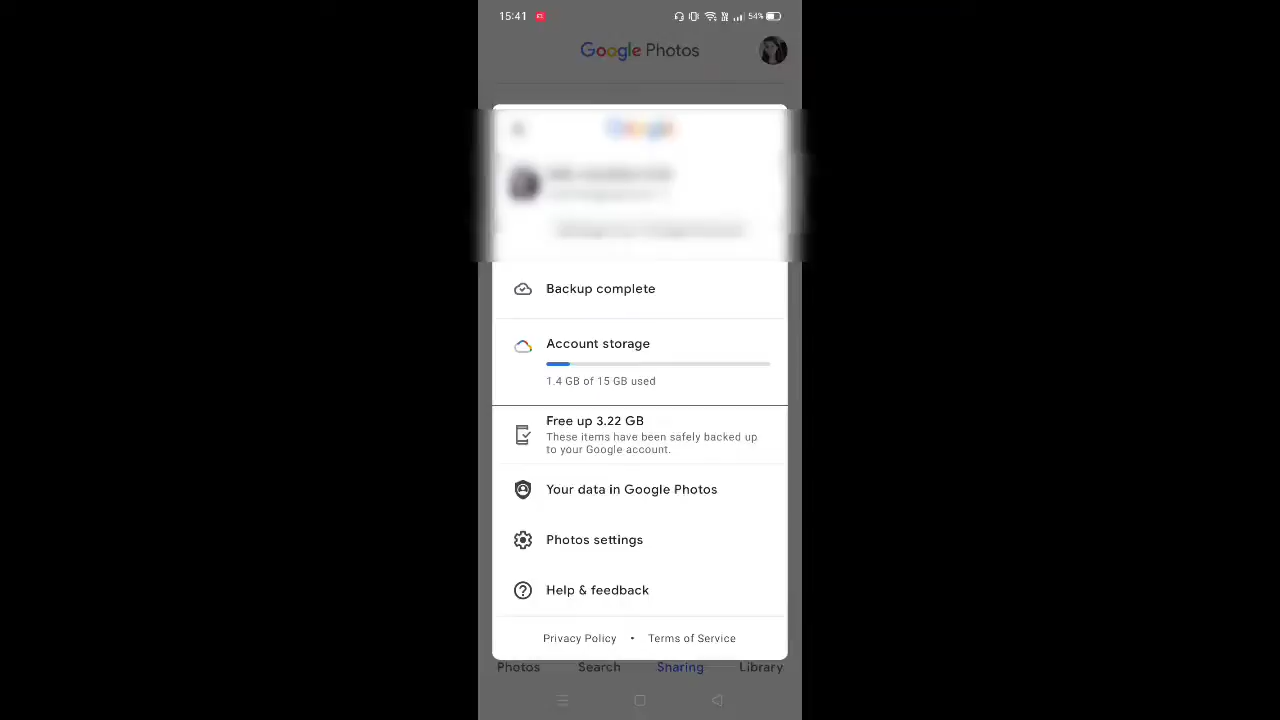 15:41
54%
Google Photos
Backup complete
Account storage
1.4 GB of 15 GB used
Free up 3.22 GB
These items have been safely backed up
to your Google account.
Your data in Google Photos
Photos settings
Help & feedback
Privacy Policy • Terms of Service
Photos Search Sharing Library